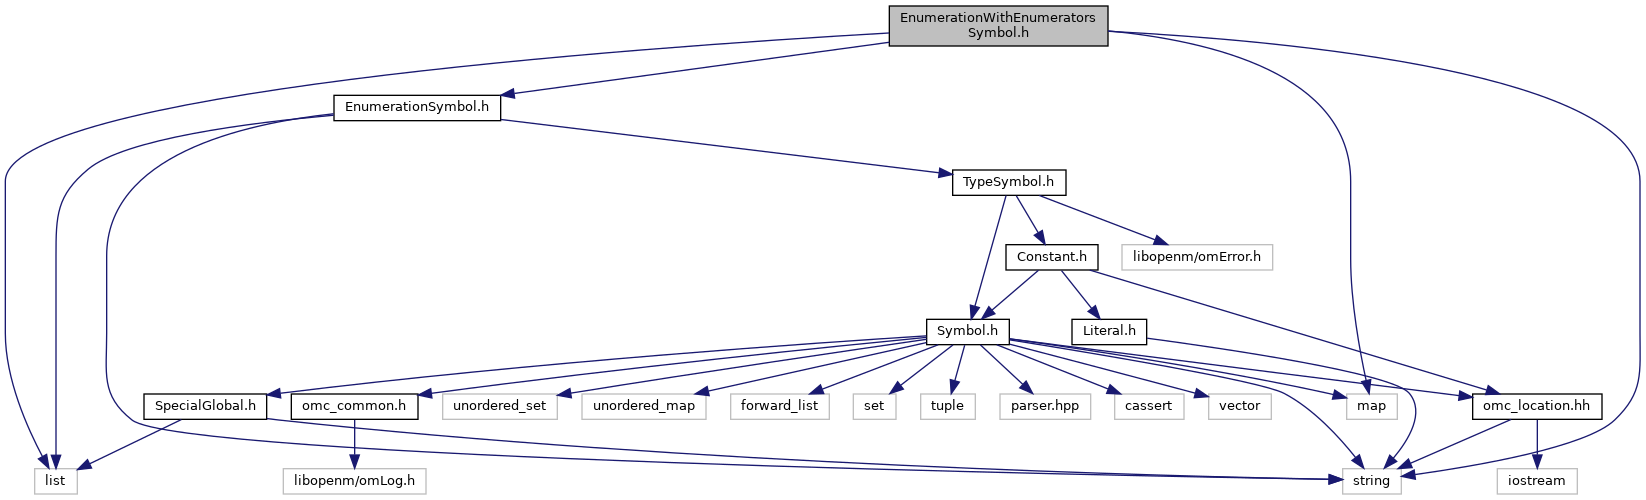 EnumerationWithEnumerators
Symbol.h
EnumerationSymbol.h
TypeSymbol.h
Constant.h
libopenm/omError.h
Symbol.h
Literal.h
SpecialGlobal.h
omc_common.h
unordered_set
unordered_map
forward_list
set
tuple
parser.hpp
cassert
vector
map
omc_location.hh
list
libopenm/omLog.h
string
iostream